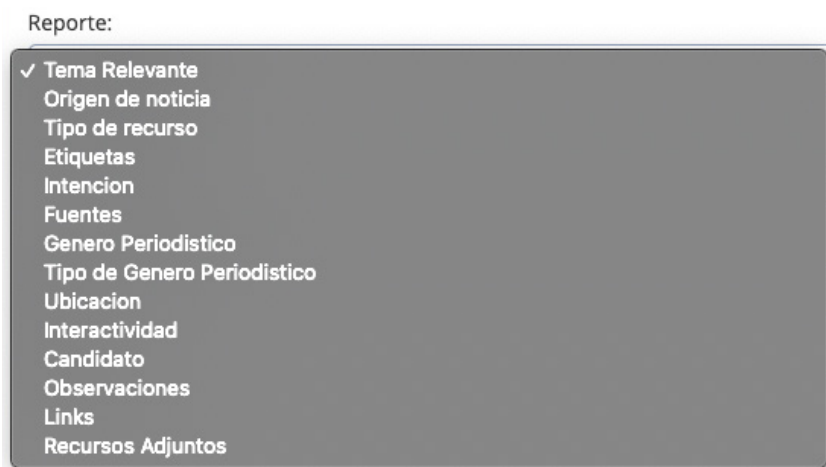 Reporte:
✓ Tema Relevante
Origen de noticia
Tipo de recurso
Etiquetas
Intencion
Fuentes
Genero Periodistico
Tipo de Genero Periodistico
Ubicacion
Interactividad
Candidato
Observaciones
Links
Recursos Adjuntos